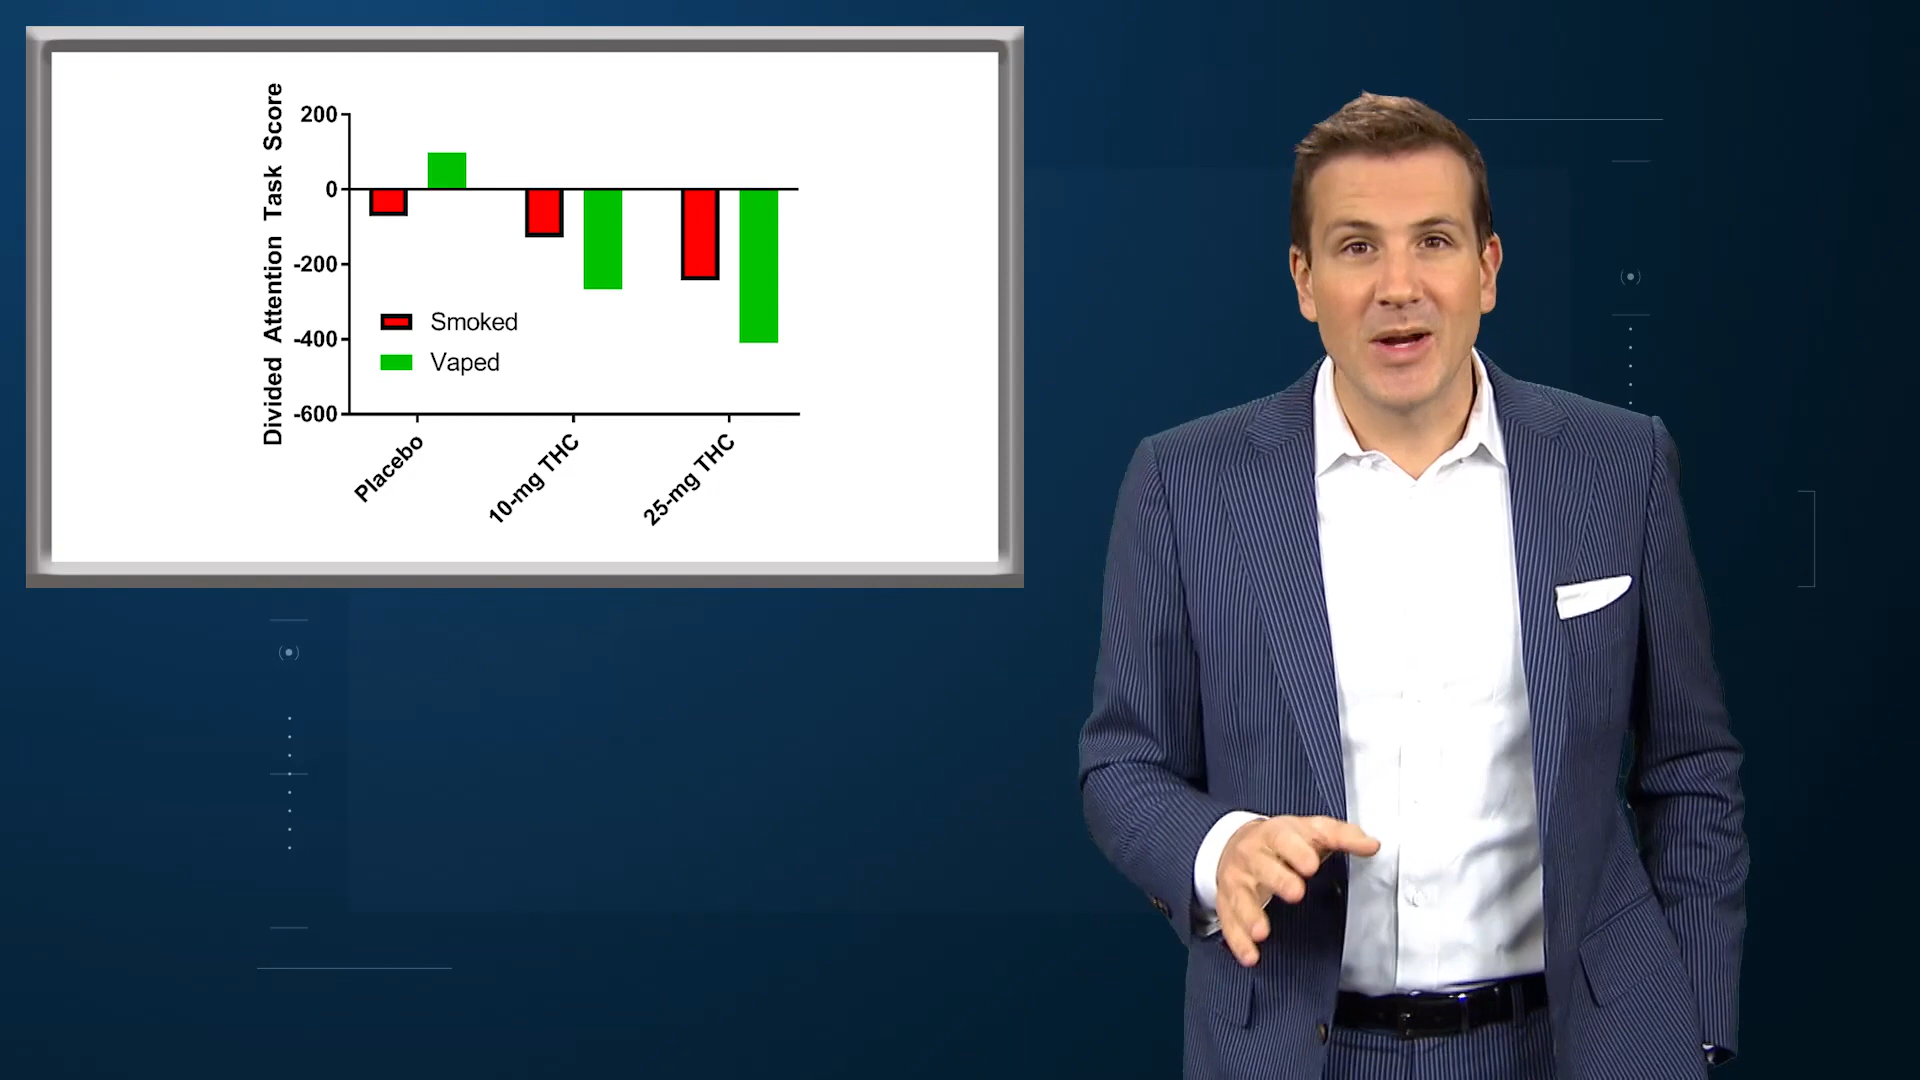 Divided Attention Task Score
200
0
-200
-400
-600
Smoked
Vaped
Placebo
10-mg THC
25-mg THC